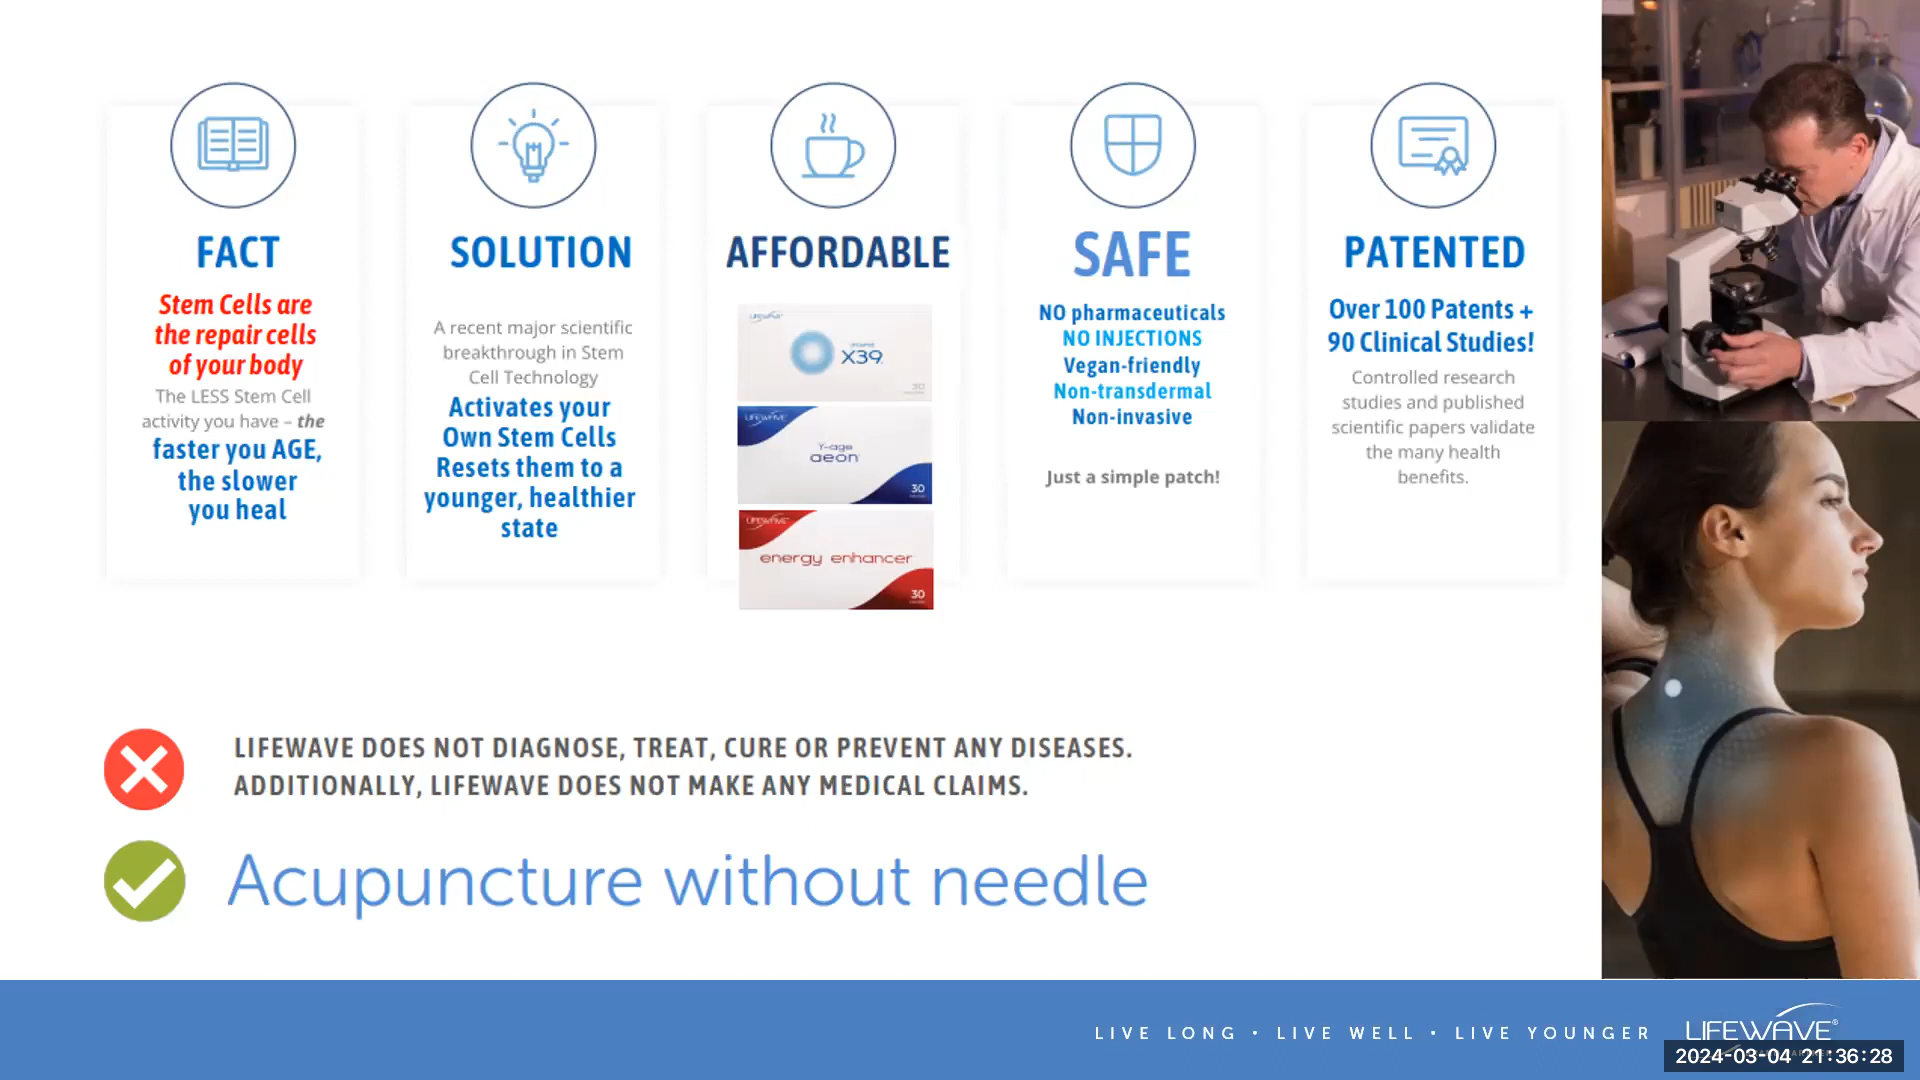 FACT
Stem Cells are
the repair cells
of your body
The LESS Stem Cell
activity you have – the
faster you AGE,
the slower
you heal
SOLUTION
A recent major scientific
breakthrough in Stem
Cell Technology
Activates your
Own Stem Cells
Resets them to a
younger, healthier
state
AFFORDABLE
LIFEWAVE
X39
30
LIFEWAVE
Y-age
aeon
30
LIFEWAVE
energy enhancer
30
SAFE
NO pharmaceuticals
NO INJECTIONS
Vegan-friendly
Non-transdermal
Non-invasive
Just a simple patch!
PATENTED
Over 100 Patents +
90 Clinical Studies!
Controlled research
studies and published
scientific papers validate
the many health
benefits.
LIFEWAVE DOES NOT DIAGNOSE, TREAT, CURE OR PREVENT ANY DISEASES.
ADDITIONALLY, LIFEWAVE DOES NOT MAKE ANY MEDICAL CLAIMS.
Acupuncture without needle
LIVE LONG • LIVE WELL • LIVE YOUNGER
LIFEWAVE®
2024-03-04 21:36:28